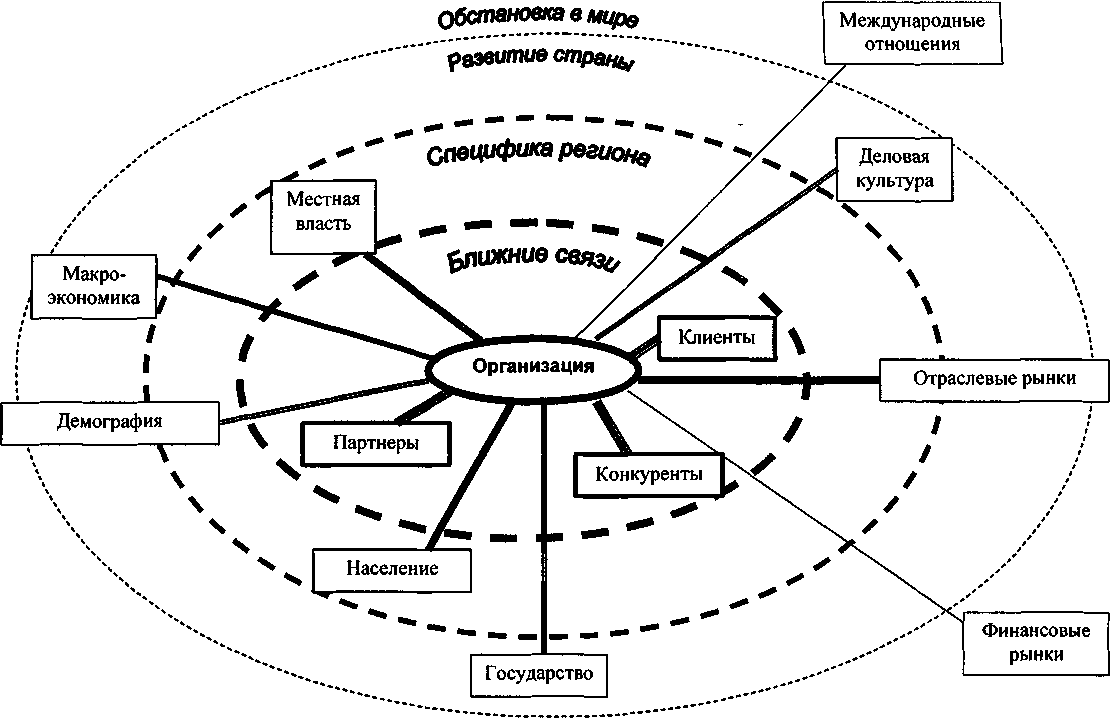 Обстановка в мире
Развитие страны
Международные
отношения
Специфика региона
Деловая
культура
Местная
власть
Ближние связи
Макро-
экономика
Клиенты
Организация
Отраслевые рынки
Демография
Партнеры
Конкуренты
Население
Финансовые
рынки
Государство